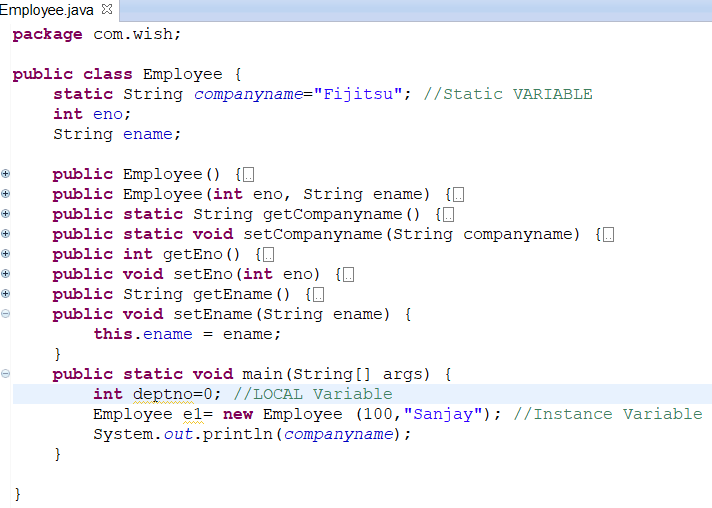 Employee.java
package com.wish;
public class Employee {
static String companyname="Fijitsu"; //Static VARIABLE
int eno;
String ename;
public Employee() {
public Employee(int eno, String ename) {
public static String getCompanyname() {
public static void setCompanyname(String companyname) {
public int getEno() {
public void setEno(int eno) {
public String getEname() {
public void setEname(String ename) {
this.ename = ename;
}
public static void main(String[] args) {
int deptno=0; //LOCAL Variable
Employee e1= new Employee (100,"Sanjay"); //Instance Variable
System.out.println(companyname);
}
}